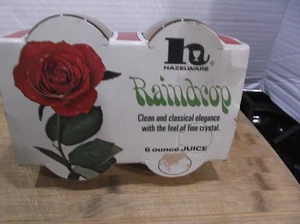 h
HAZELWARE
Raindrop
Clean and classical elegance
with the feel of fine crystal.
6 ounce JUICE